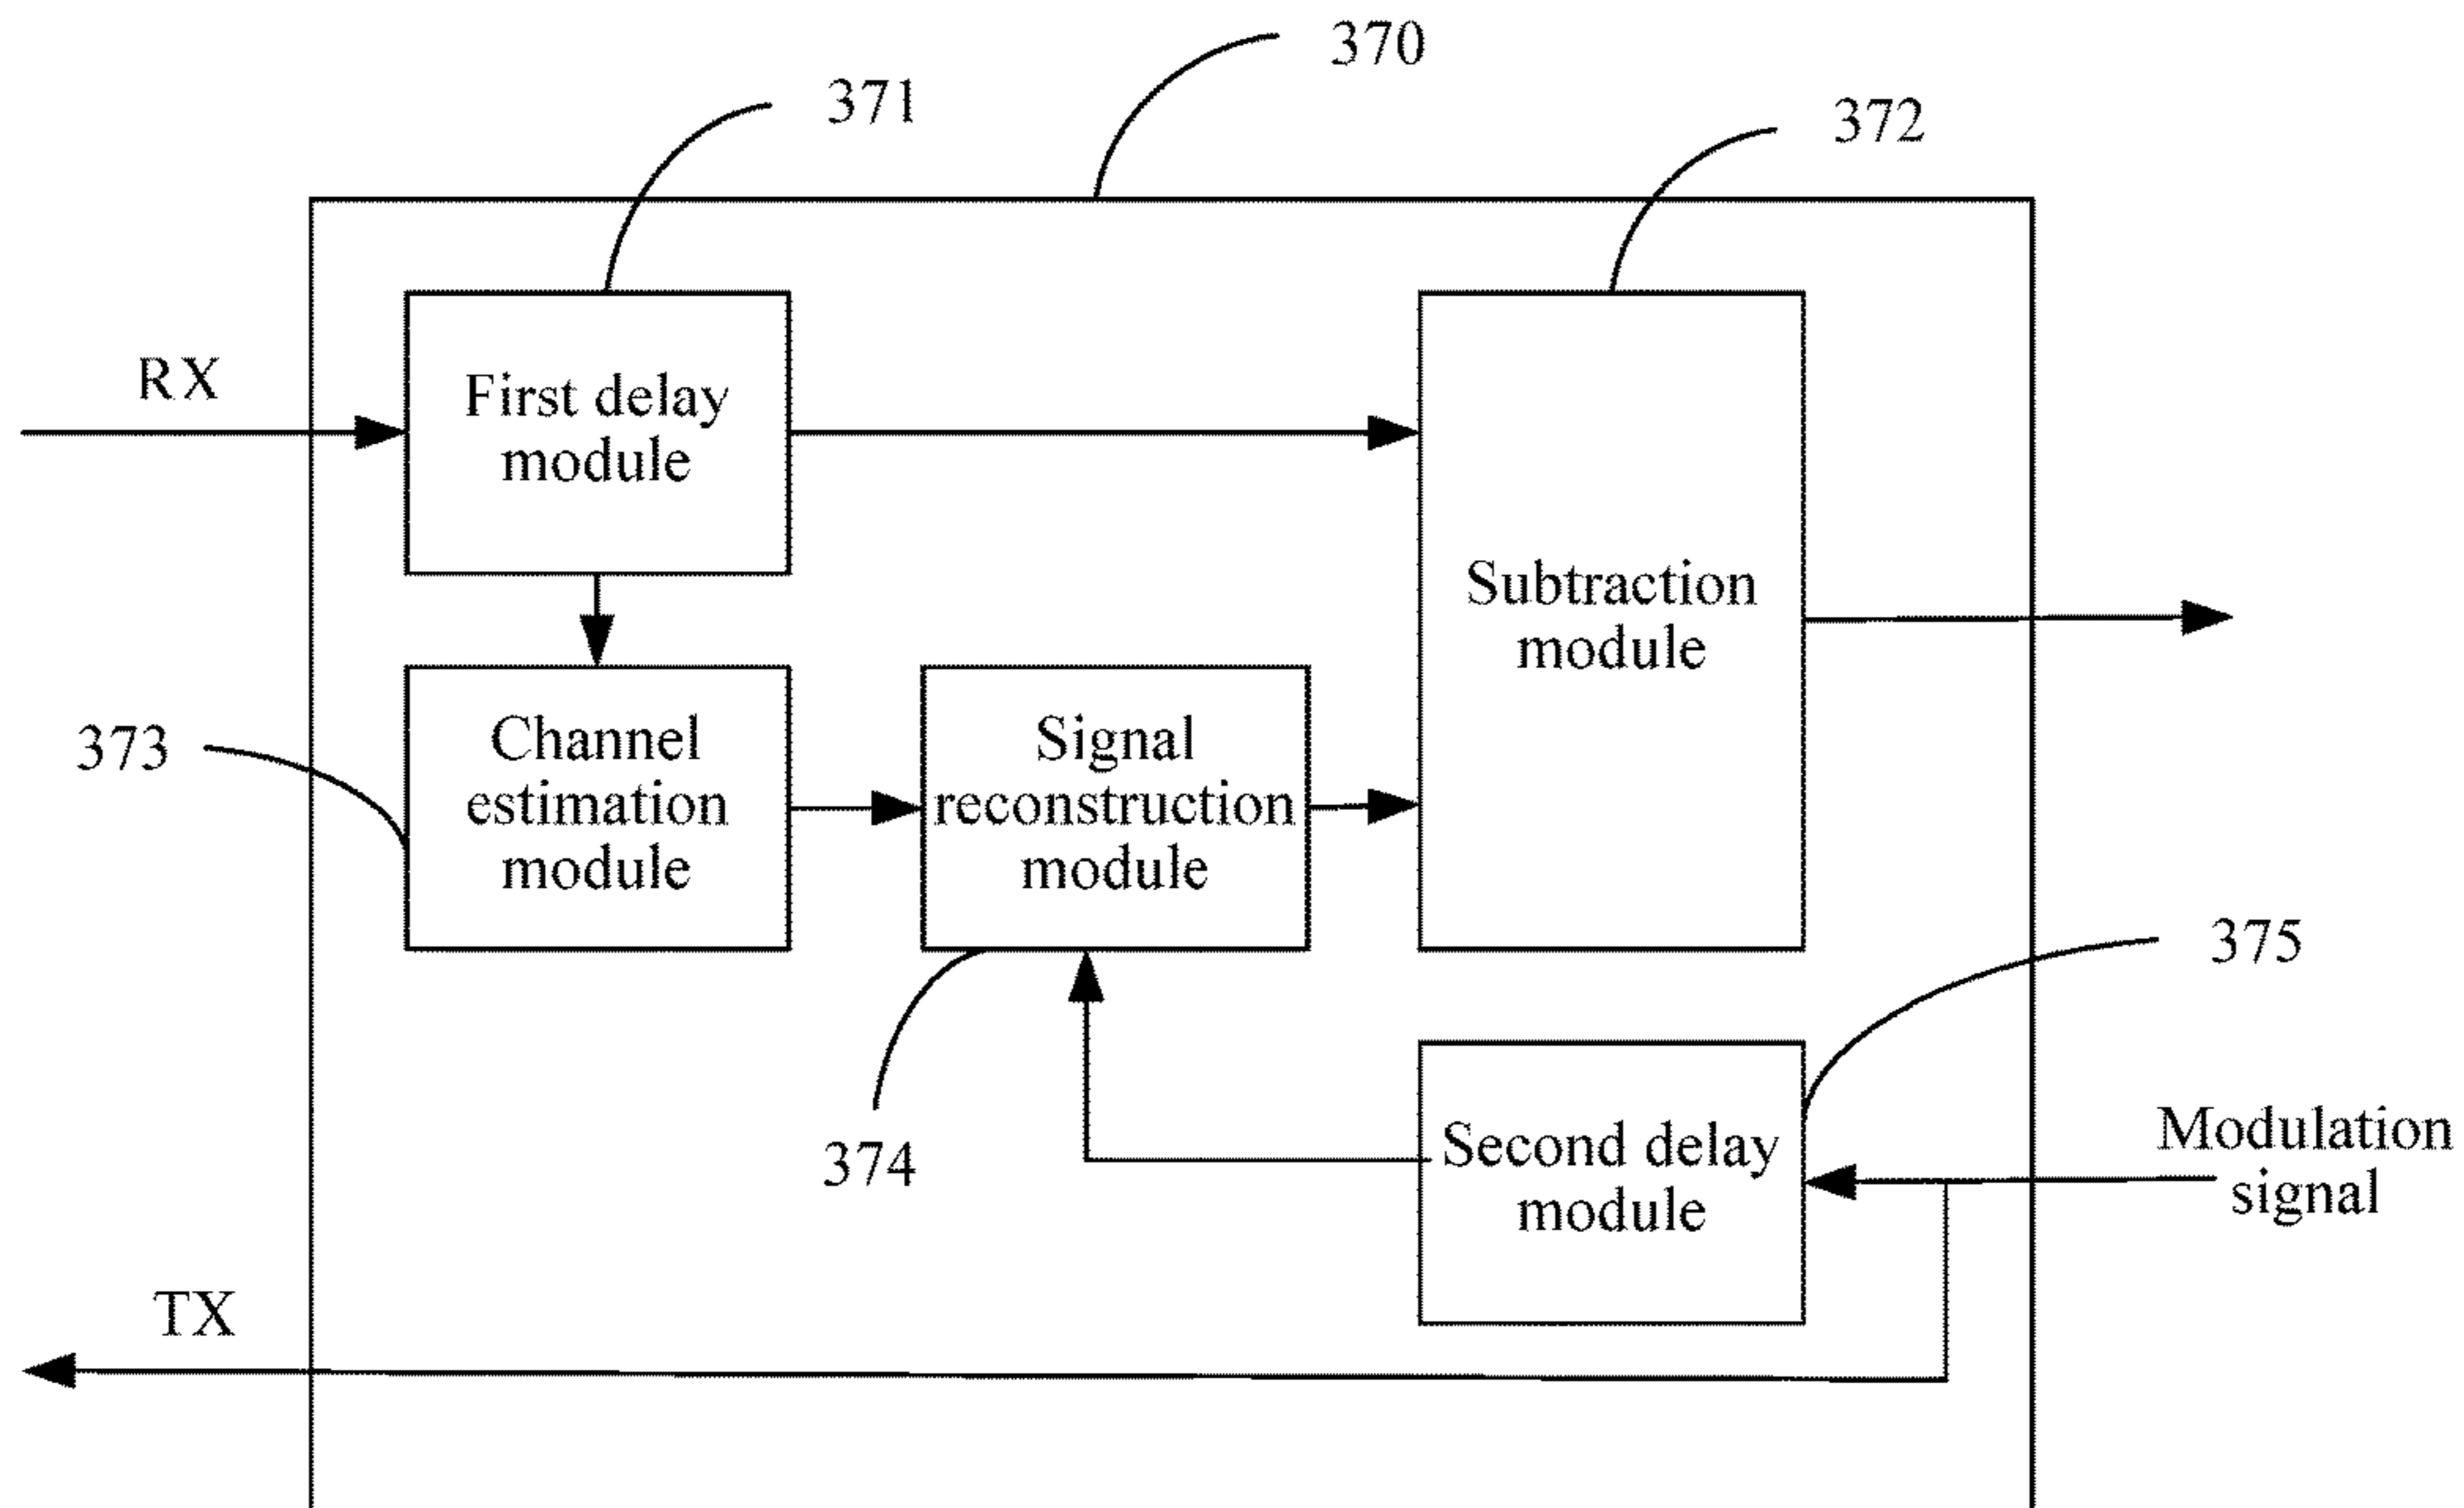 370
371
372
RX
First delay
module
Subtraction
module
373
Channel
estimation
module
Signal
reconstruction
module
375
374
Second delay
module
Modulation
signal
TX